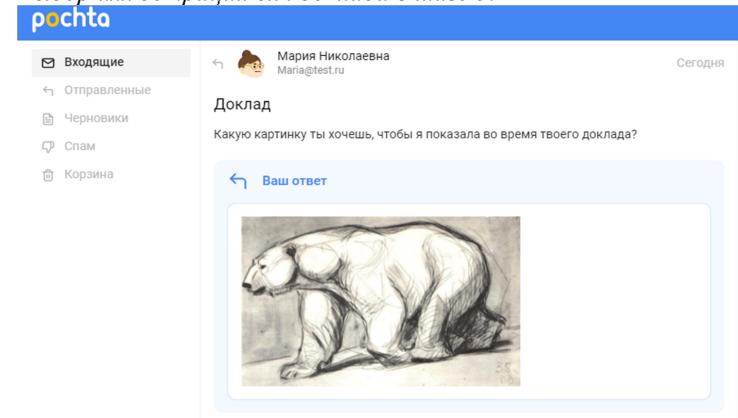 pochta
Входящие
Отправленные
Черновики
Спам
Корзина
Мария Николаевна
Maria@test.ru
Сегодня
Доклад
Какую картинку ты хочешь, чтобы я показала во время твоего доклада?
Ваш ответ